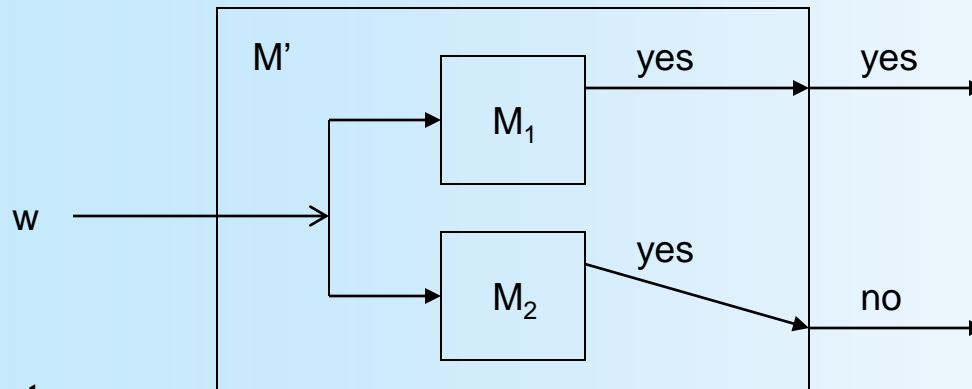 M’
yes
yes
M₁
w
yes
M₂
no